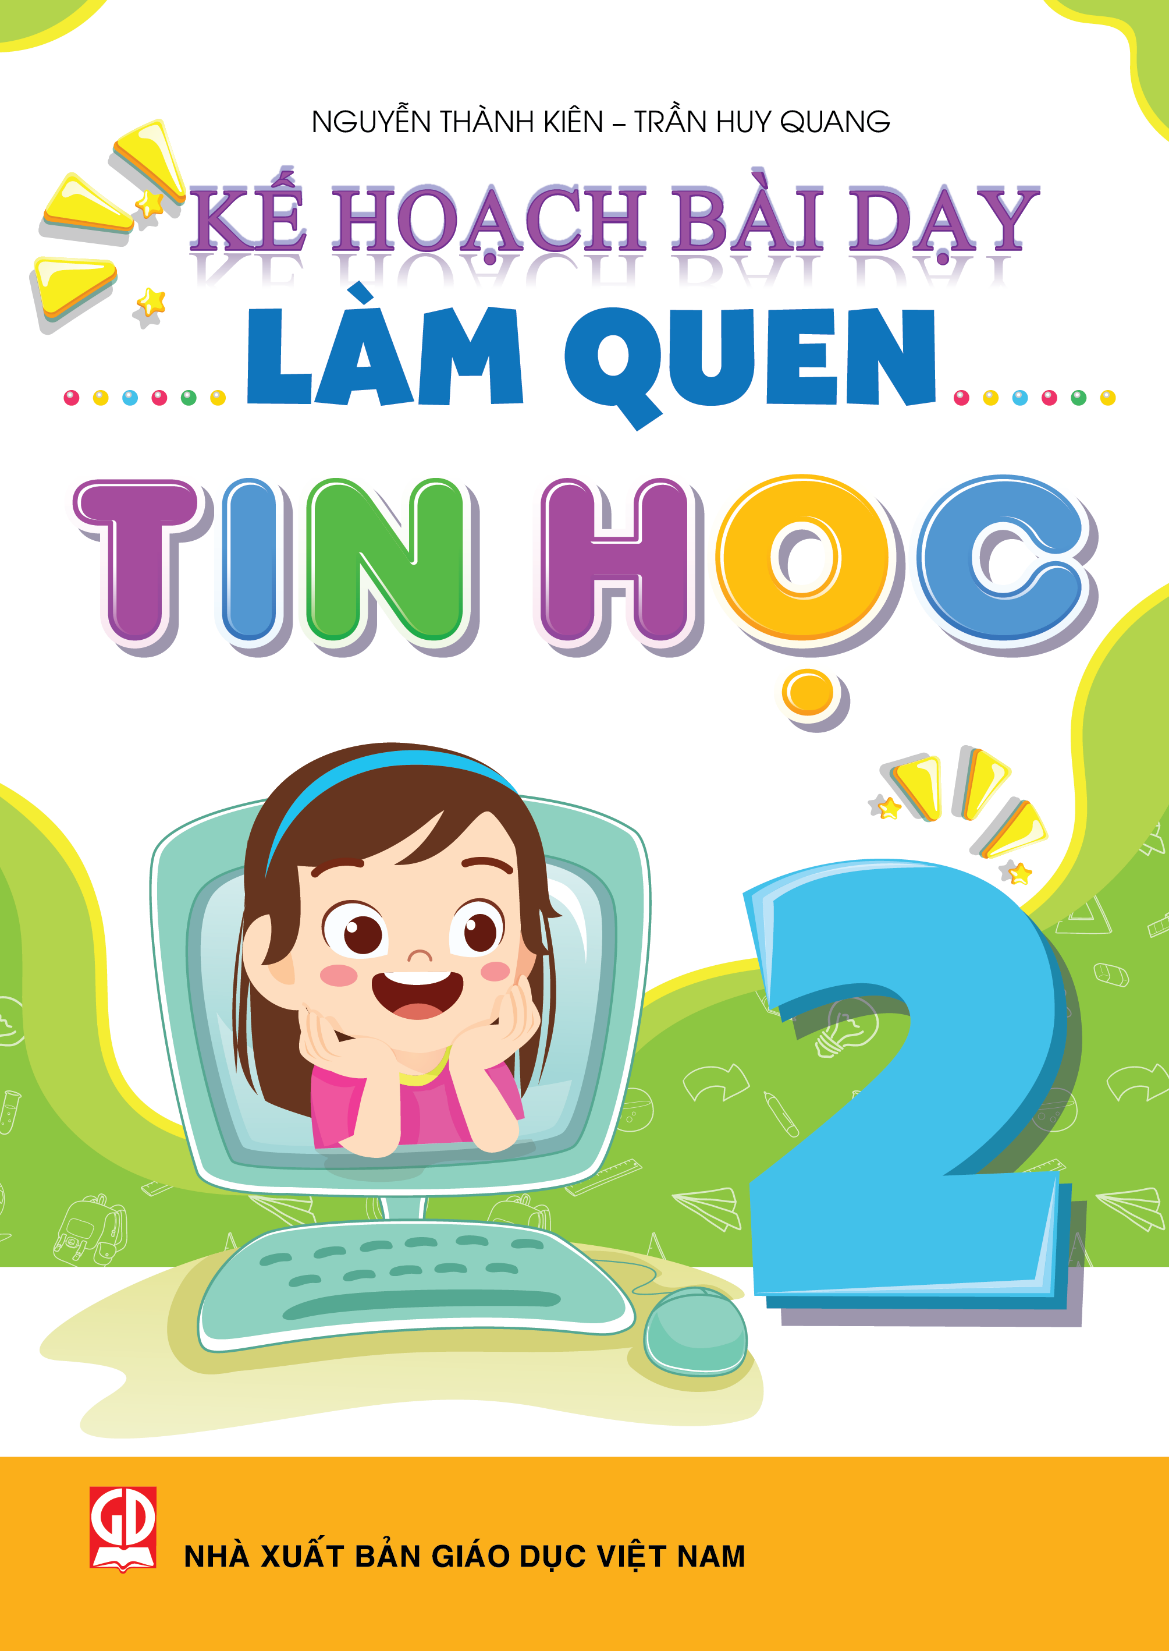 NGUYỄN THÀNH KIÊN – TRẦN HUY QUANG
KẾ HOẠCH BÀI DẠY
LÀM QUEN
TIN HỌC
2
GD
NHÀ XUẤT BẢN GIÁO DỤC VIỆT NAM